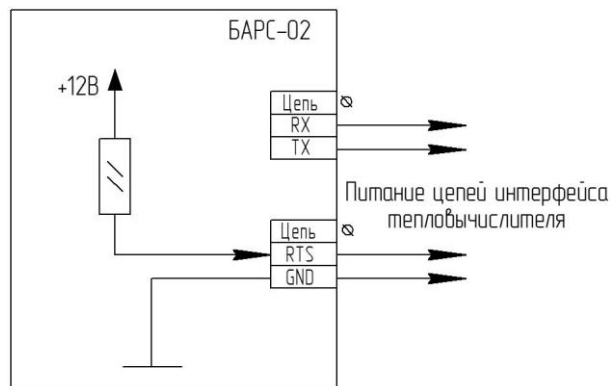 БАРС-02
+12В
Цепь
RX
TX
Питание цепей интерфейса
тепловычислителя
Цепь
RTS
GND